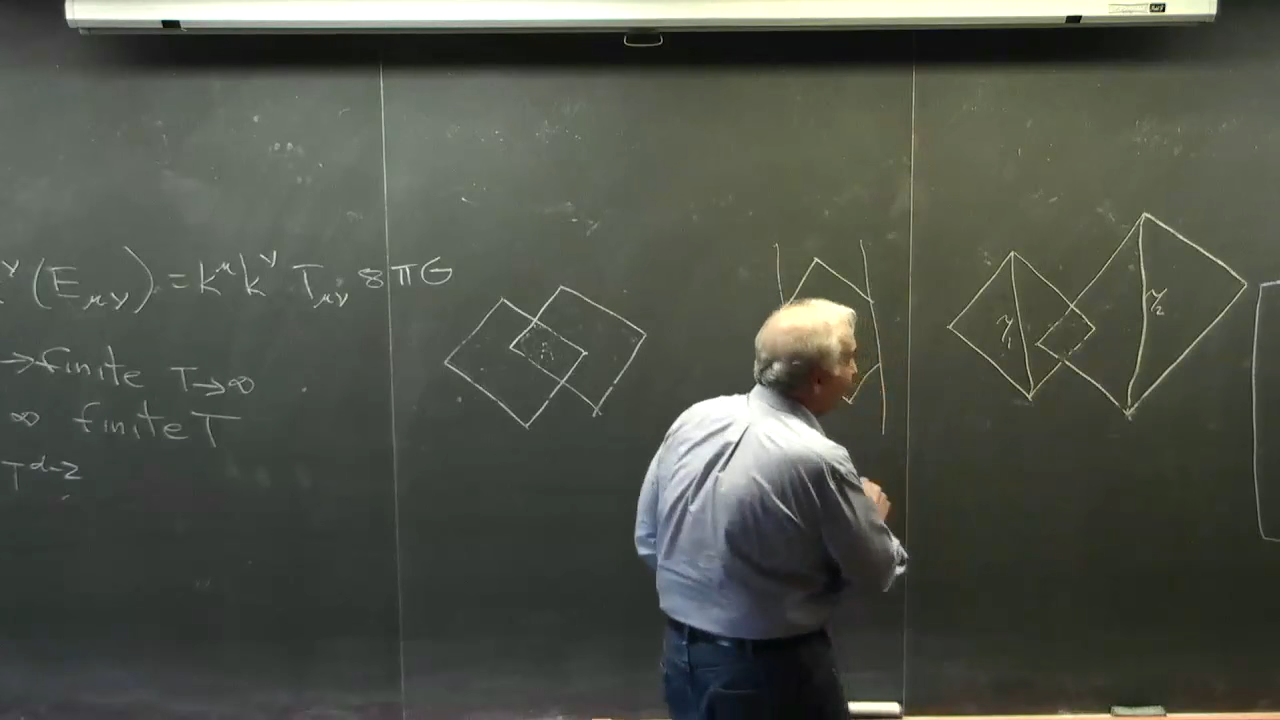 ν (E_μν) = k^μ k^ν T_μν 8πG
→ finite T→∞
∞ finite T
T^d-2
γ₁
γ₂